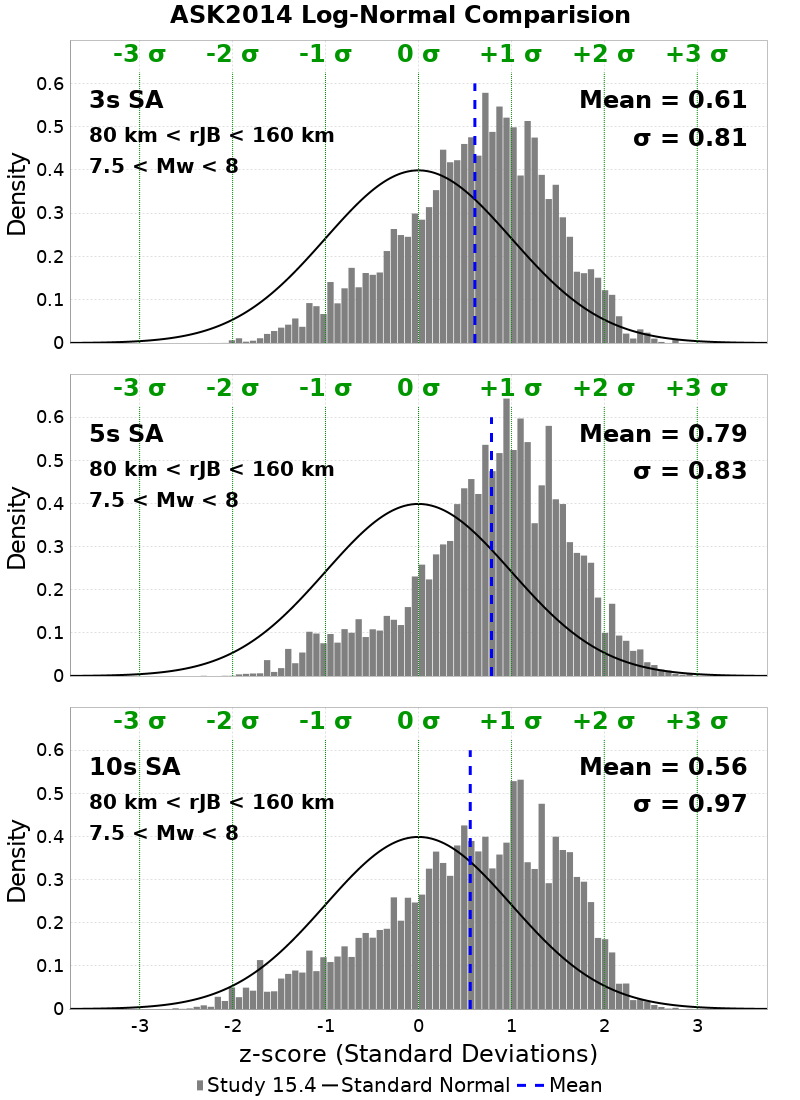 ASK2014 Log-Normal Comparision
-3 σ -2 σ -1 σ 0 σ +1 σ +2 σ +3 σ
0.6
3s SA Mean = 0.61
0.5
80 km < rJB < 160 km σ = 0.81
7.5 < Mw < 8
0.4
0.3
0.2
0.1
0
Density
-3 σ -2 σ -1 σ 0 σ +1 σ +2 σ +3 σ
0.6
5s SA Mean = 0.79
0.5
80 km < rJB < 160 km σ = 0.83
7.5 < Mw < 8
0.4
0.3
0.2
0.1
0
Density
-3 σ -2 σ -1 σ 0 σ +1 σ +2 σ +3 σ
0.6
10s SA Mean = 0.56
0.5
80 km < rJB < 160 km σ = 0.97
7.5 < Mw < 8
0.4
0.3
0.2
0.1
0
Density
-3 -2 -1 0 1 2 3
z-score (Standard Deviations)
Study 15.4 Standard Normal Mean